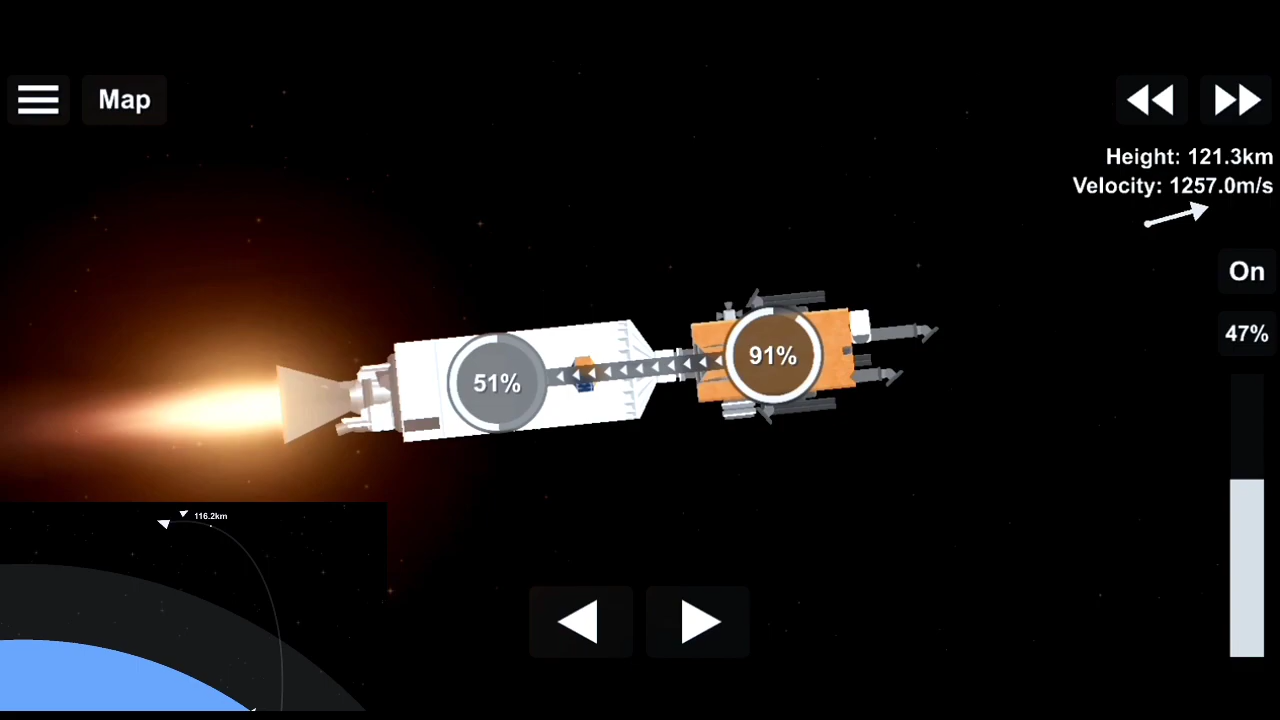 Map
Height: 121.3km
Velocity: 1257.0m/s
On
47%
51%
91%
116.2km